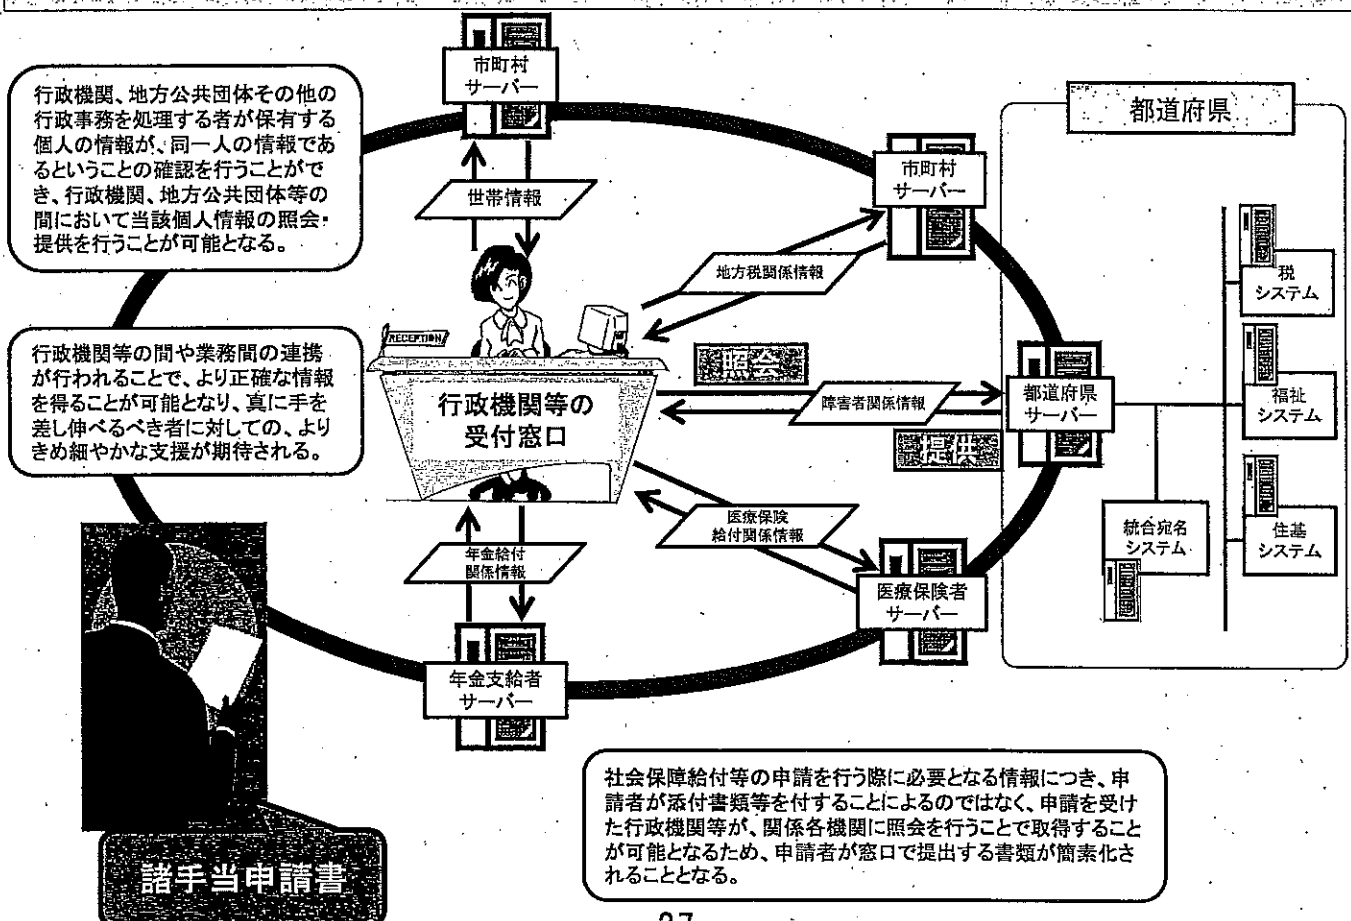 市町村
サーバー
行政機関、地方公共団体その他の
行政事務を処理する者が保有する
個人の情報が、同一人の情報であ
るということの確認を行うことがで
き、行政機関、地方公共団体等の
間において当該個人情報の照会・
提供を行うことが可能となる。
都道府県
市町村
サーバー
世帯情報
地方税関係情報
税
システム
RECEPTION
行政機関等の間や業務間の連携
が行われることで、より正確な情報
を得ることが可能となり、真に手を
差し伸べるべき者に対しての、より
きめ細やかな支援が期待される。
照会
行政機関等の
受付窓口
障害者関係情報
都道府県
サーバー
福祉
システム
提供
医療保険
給付関係情報
統合宛名
システム
住基
システム
年金給付
関係情報
医療保険者
サーバー
年金支給者
サーバー
社会保障給付等の申請を行う際に必要となる情報につき、申
請者が添付書類等を付することによるのではなく、申請を受け
た行政機関等が、関係各機関に照会を行うことで取得すること
が可能となるため、申請者が窓口で提出する書類が簡素化さ
れることとなる。
諸手当申請書